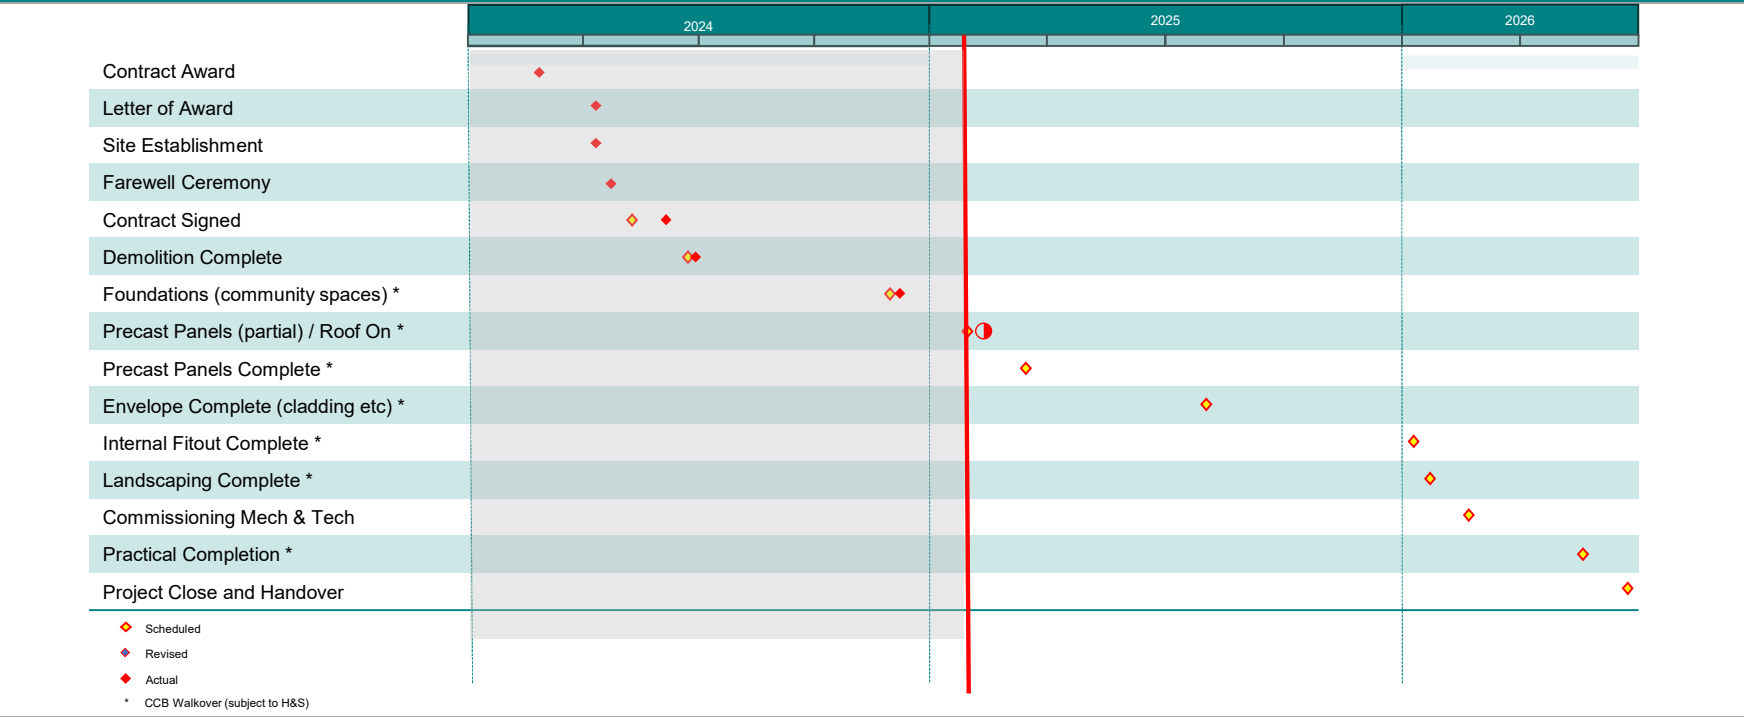 2024 2025 2026
Contract Award
Letter of Award
Site Establishment
Farewell Ceremony
Contract Signed
Demolition Complete
Foundations (community spaces) *
Precast Panels (partial) / Roof On *
Precast Panels Complete *
Envelope Complete (cladding etc) *
Internal Fitout Complete *
Landscaping Complete *
Commissioning Mech & Tech
Practical Completion *
Project Close and Handover
Scheduled
Revised
Actual
* CCB Walkover (subject to H&S)